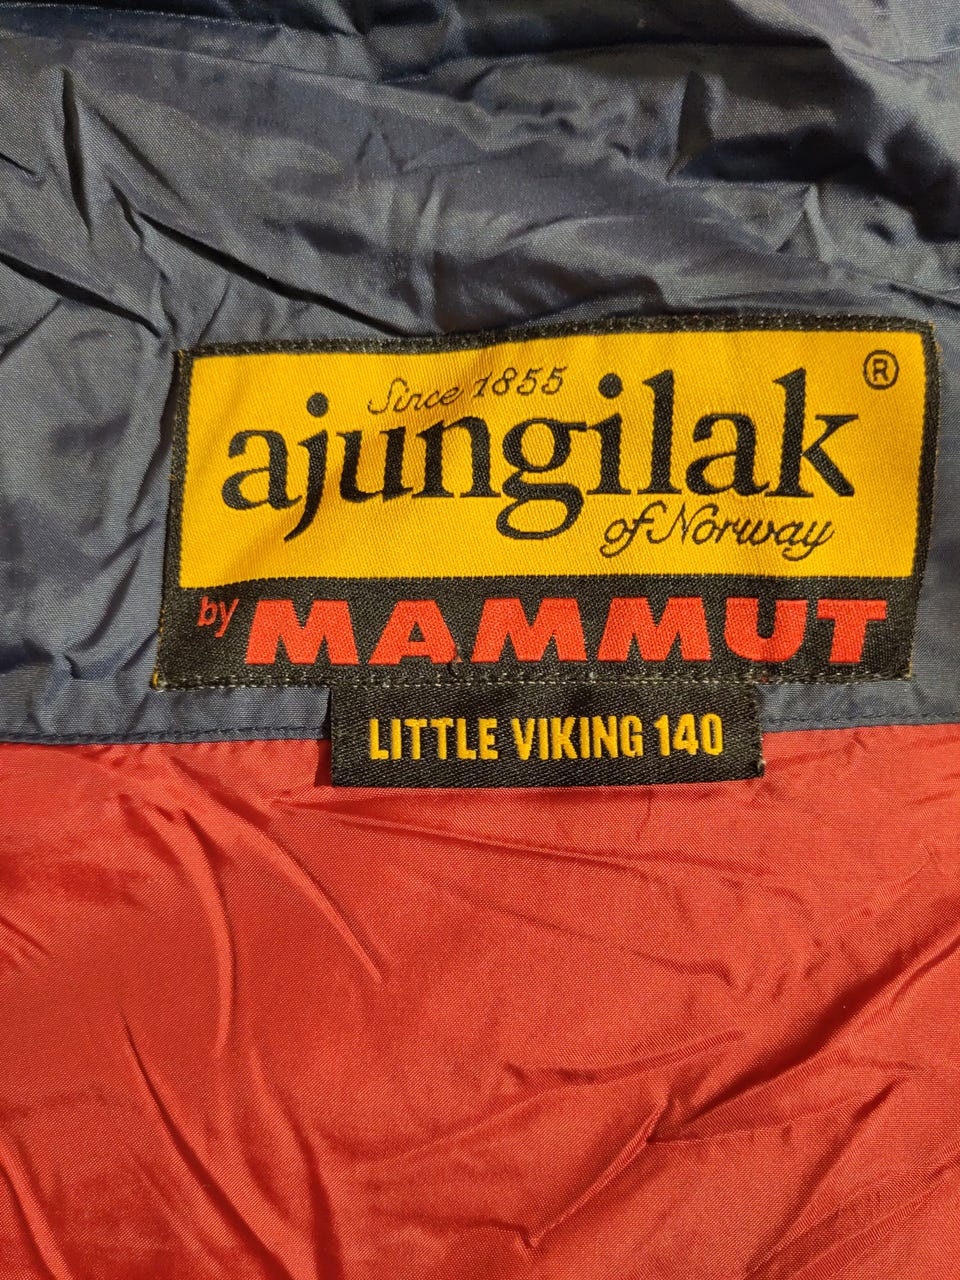 Since 1855
ajungilak®
of Norway
by MAMMUT
LITTLE VIKING 140